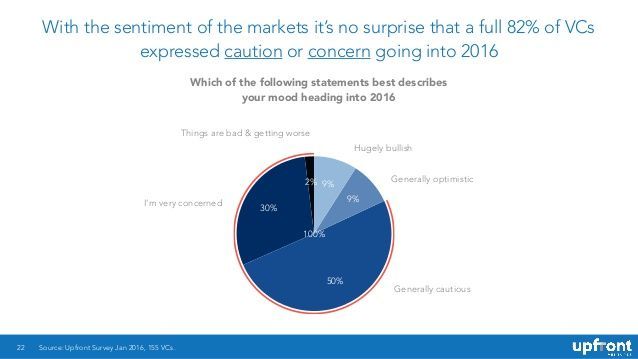 With the sentiment of the markets it's no surprise that a full 82% of VCs
expressed caution or concern going into 2016
Which of the following statements best describes
your mood heading into 2016
Things are bad & getting worse
Hugely bullish
Generally optimistic
I'm very concerned
2%
9%
9%
30%
100%
50%
Generally cautious
22 Source: Upfront Survey Jan 2016, 155 VCs.
upfront